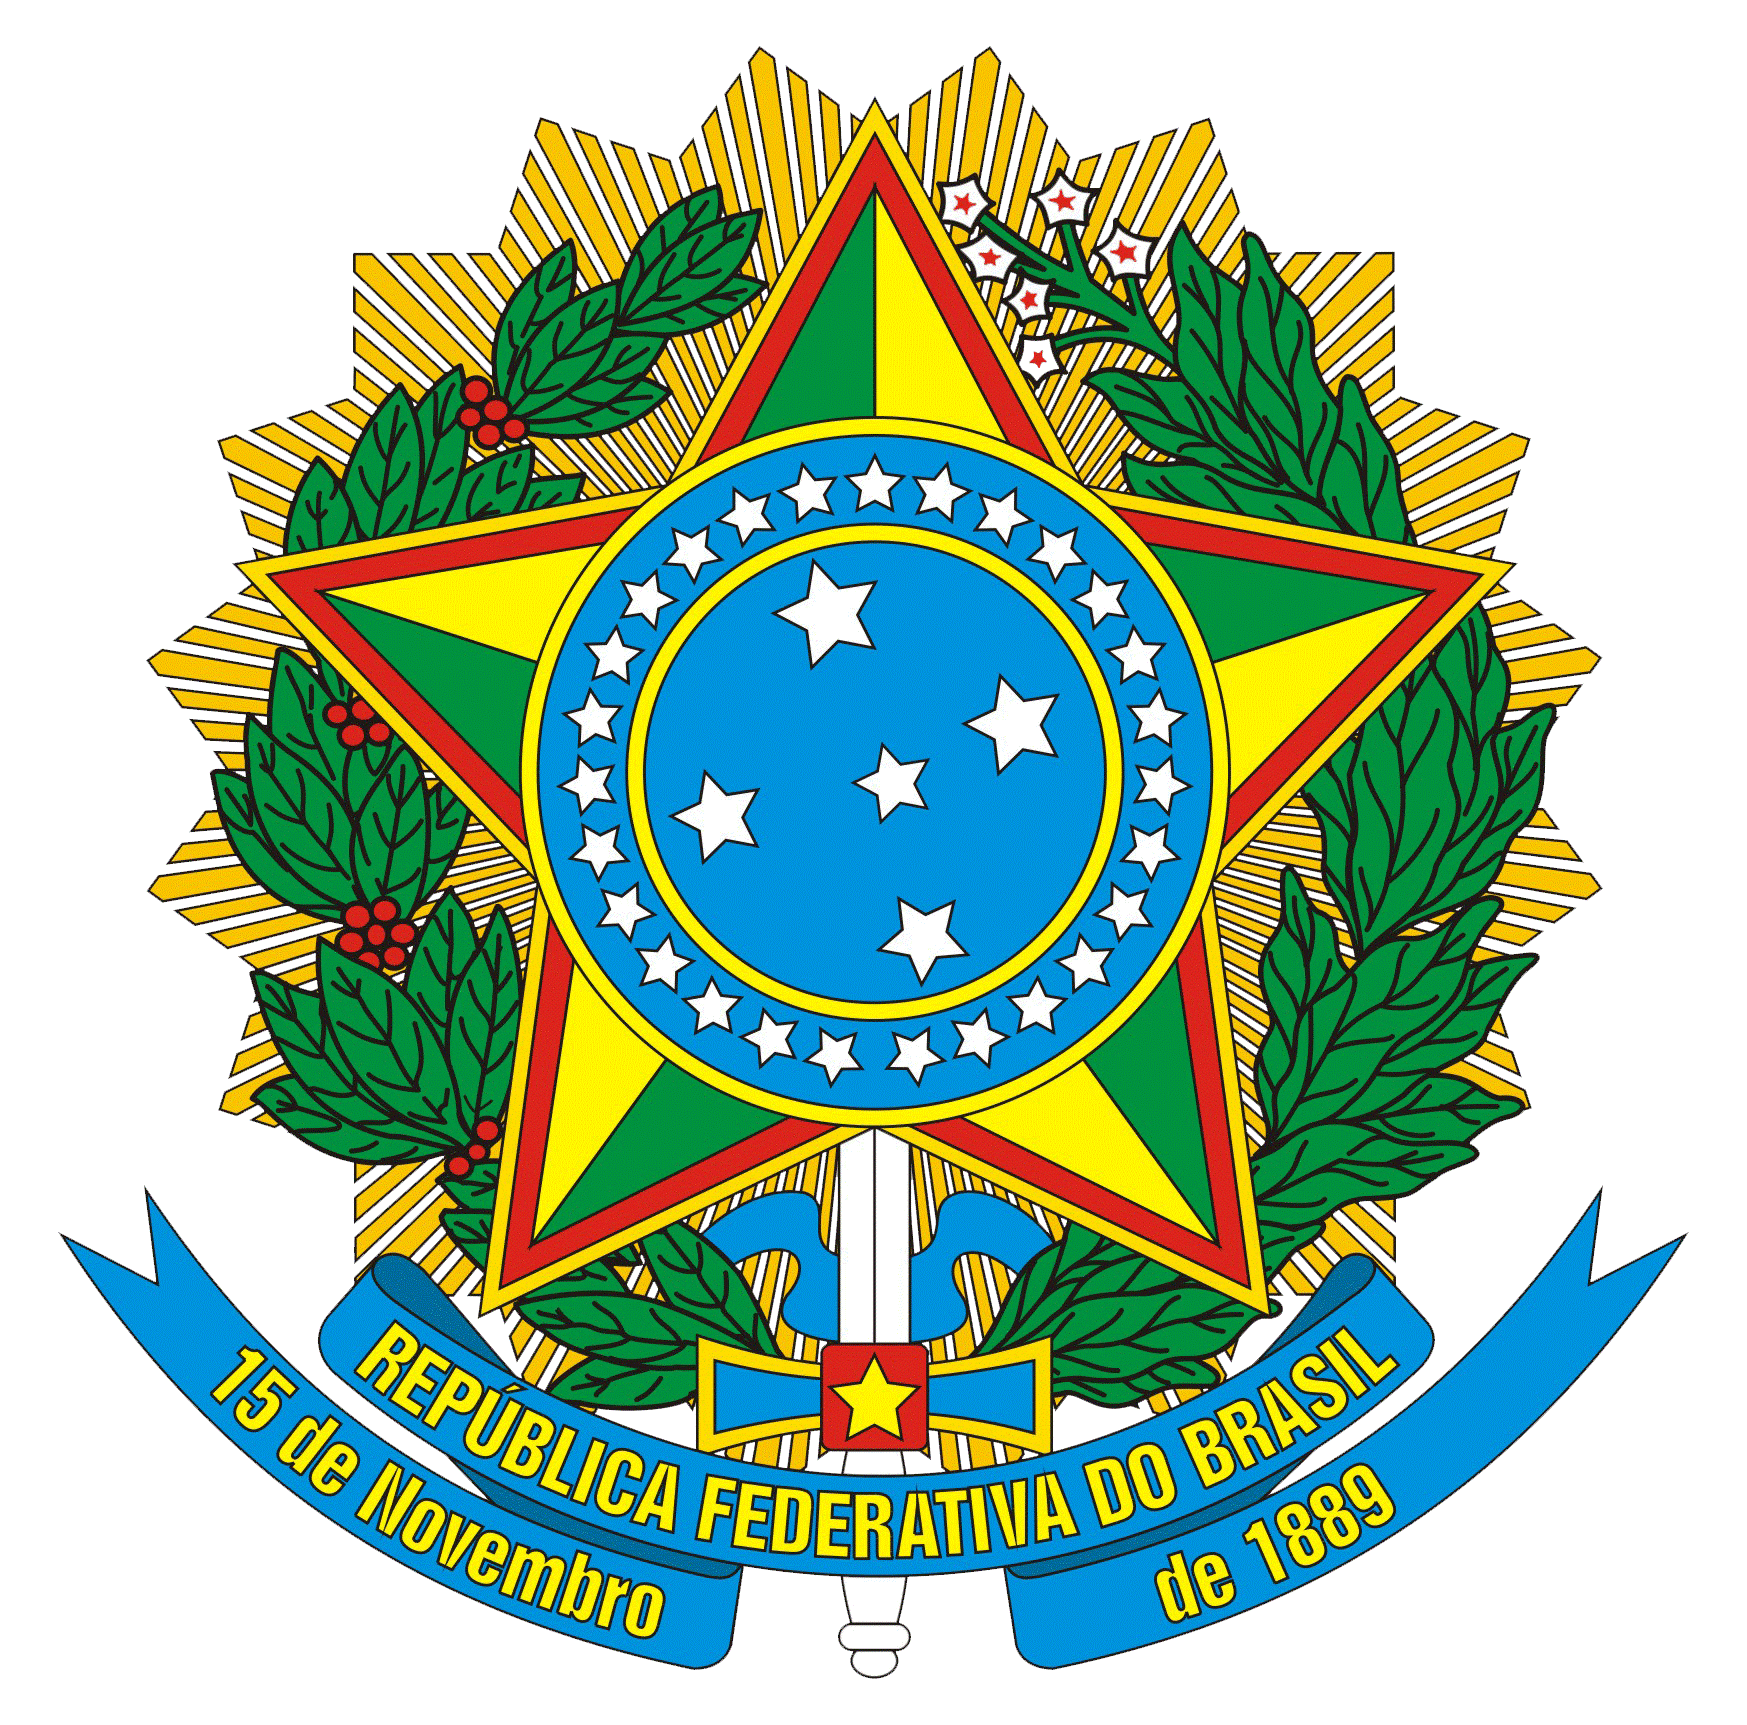 REPÚBLICA FEDERATIVA DO BRASIL
15 de Novembro
de 1889